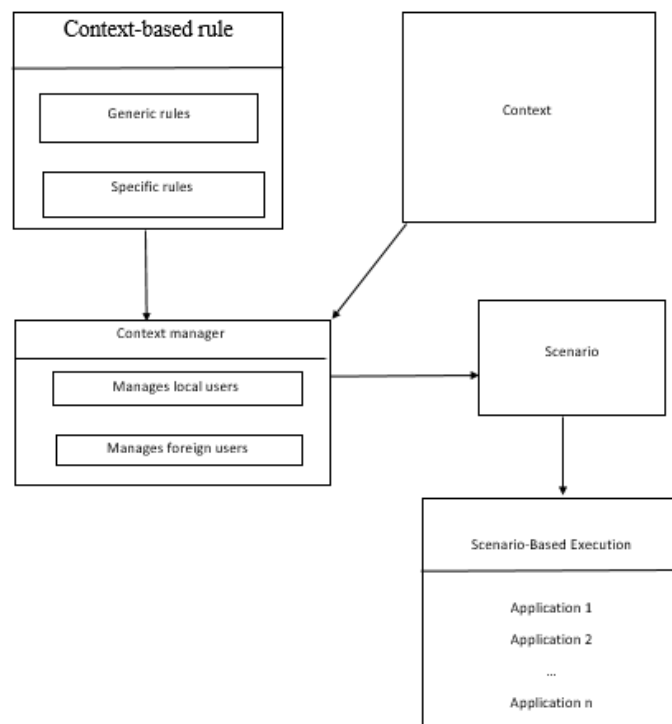 Context-based rule
Generic rules
Specific rules
Context
Context manager
Manages local users
Manages foreign users
Scenario
Scenario-Based Execution
Application 1
Application 2
...
Application n